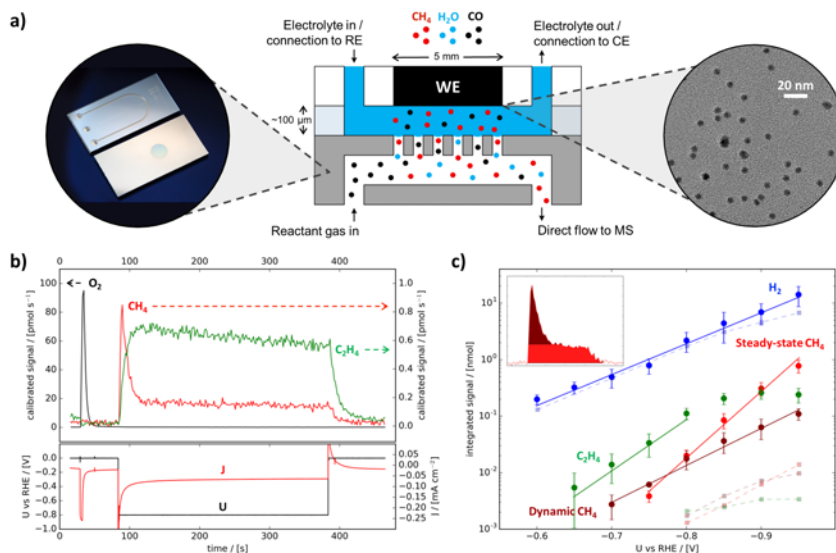 a)
CH₄ H₂O CO
Electrolyte in /
connection to RE
Electrolyte out /
connection to CE
5 mm
WE
~100 µm
20 nm
Reactant gas in
Direct flow to MS
b)
0 100 200 300 400
O₂
CH₄
C₂H₄
calibrated signal / [pmol s⁻¹]
100
80
60
40
20
0
1.0
0.8
0.6
0.4
0.2
0.0
calibrated signal / [pmol s⁻¹]
U vs RHE / [V]
0.0
−0.2
−0.4
−0.6
−0.8
−1.0
J
U
0.05
0.00
−0.05
−0.10
−0.15
−0.20
−0.25
J / [mA cm⁻²]
0 100 200 300 400
time / [s]
c)
integrated signal / [nmol]
10¹
10⁰
10⁻¹
10⁻²
10⁻³
H₂
Steady-state CH₄
C₂H₄
Dynamic CH₄
−0.6 −0.7 −0.8 −0.9
U vs RHE / [V]